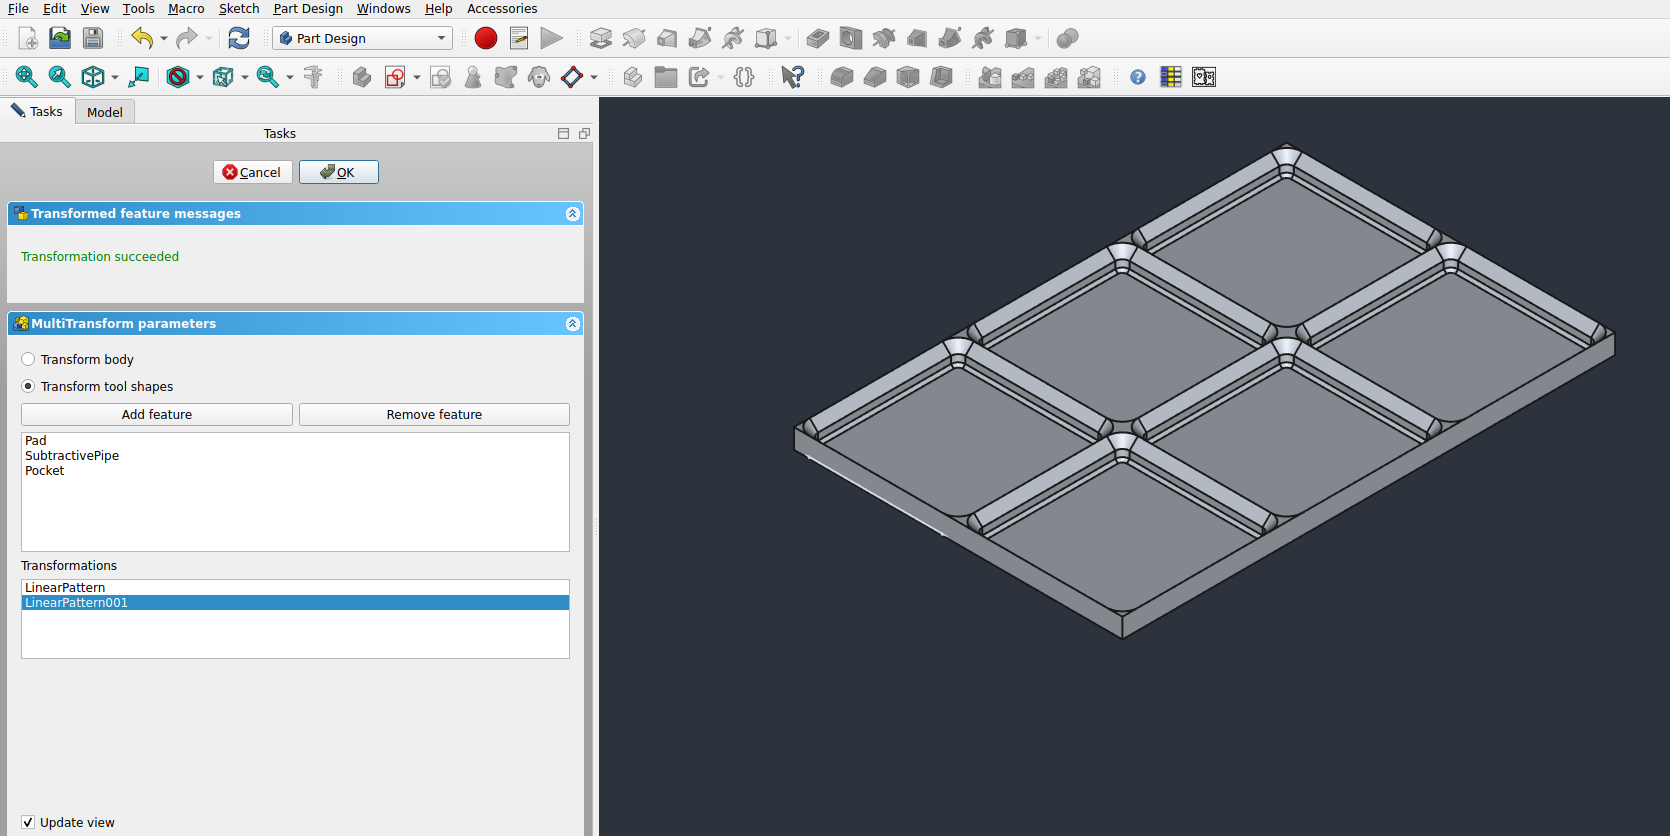 File Edit View Tools Macro Sketch Part Design Windows Help Accessories
Part Design
Tasks Model
Tasks
Cancel OK
Transformed feature messages
Transformation succeeded
MultiTransform parameters
Transform body
Transform tool shapes
Add feature Remove feature
Pad
SubtractivePipe
Pocket
Transformations
LinearPattern
LinearPattern001
Update view